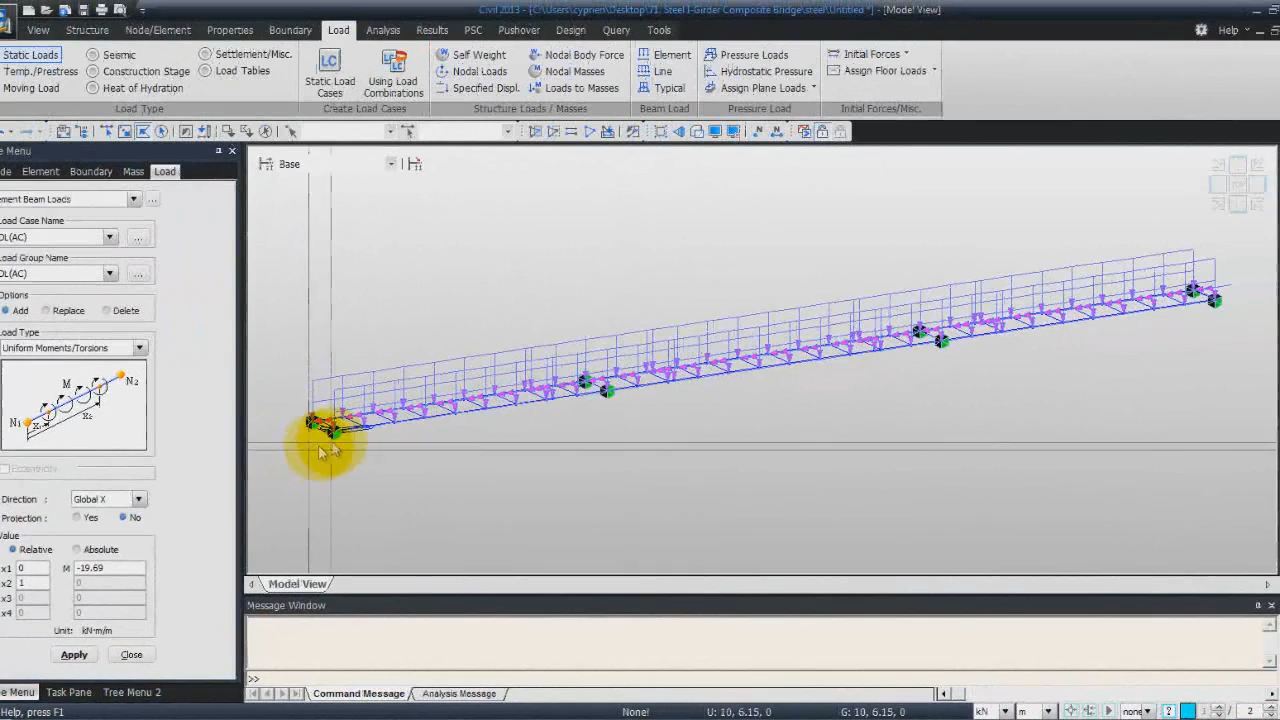 Civil 2013 - [C:\Users\cyprien\Desktop\71. Steel I-Girder Composite Bridge\steel\Untitled *] - [Model View]
View Structure Node/Element Properties Boundary Load Analysis Results PSC Pushover Design Query Tools Help
Static Loads Seismic Settlement/Misc.
Temp./Prestress Construction Stage Load Tables
Moving Load Heat of Hydration
Load Type
Static Load Cases
Using Load Combinations
Create Load Cases
Self Weight Nodal Body Force
Nodal Loads Nodal Masses
Specified Displ. Loads to Masses
Structure Loads / Masses
Element
Line
Typical
Beam Load
Pressure Loads
Hydrostatic Pressure
Assign Plane Loads
Pressure Load
Initial Forces
Assign Floor Loads
Initial Forces/Misc.
e Menu
de Element Boundary Mass Load
ement Beam Loads ...
Load Case Name
DL(AC) ...
Load Group Name
DL(AC) ...
Options
Add Replace Delete
Load Type
Uniform Moments/Torsions
M N2
N1 X1 X2
Eccentricity
Direction : Global X
Projection : Yes No
Value
Relative Absolute
x1 0 M -19.69
x2 1 0
x3 0 0
x4 0 0
Unit: kN·m/m
Apply Close
ee Menu Task Pane Tree Menu 2
Base
Model View
Message Window
>>
Command Message Analysis Message
Help, press F1 None! U: 10, 6.15, 0 G: 10, 6.15, 0 kN m none ? 1 / 2